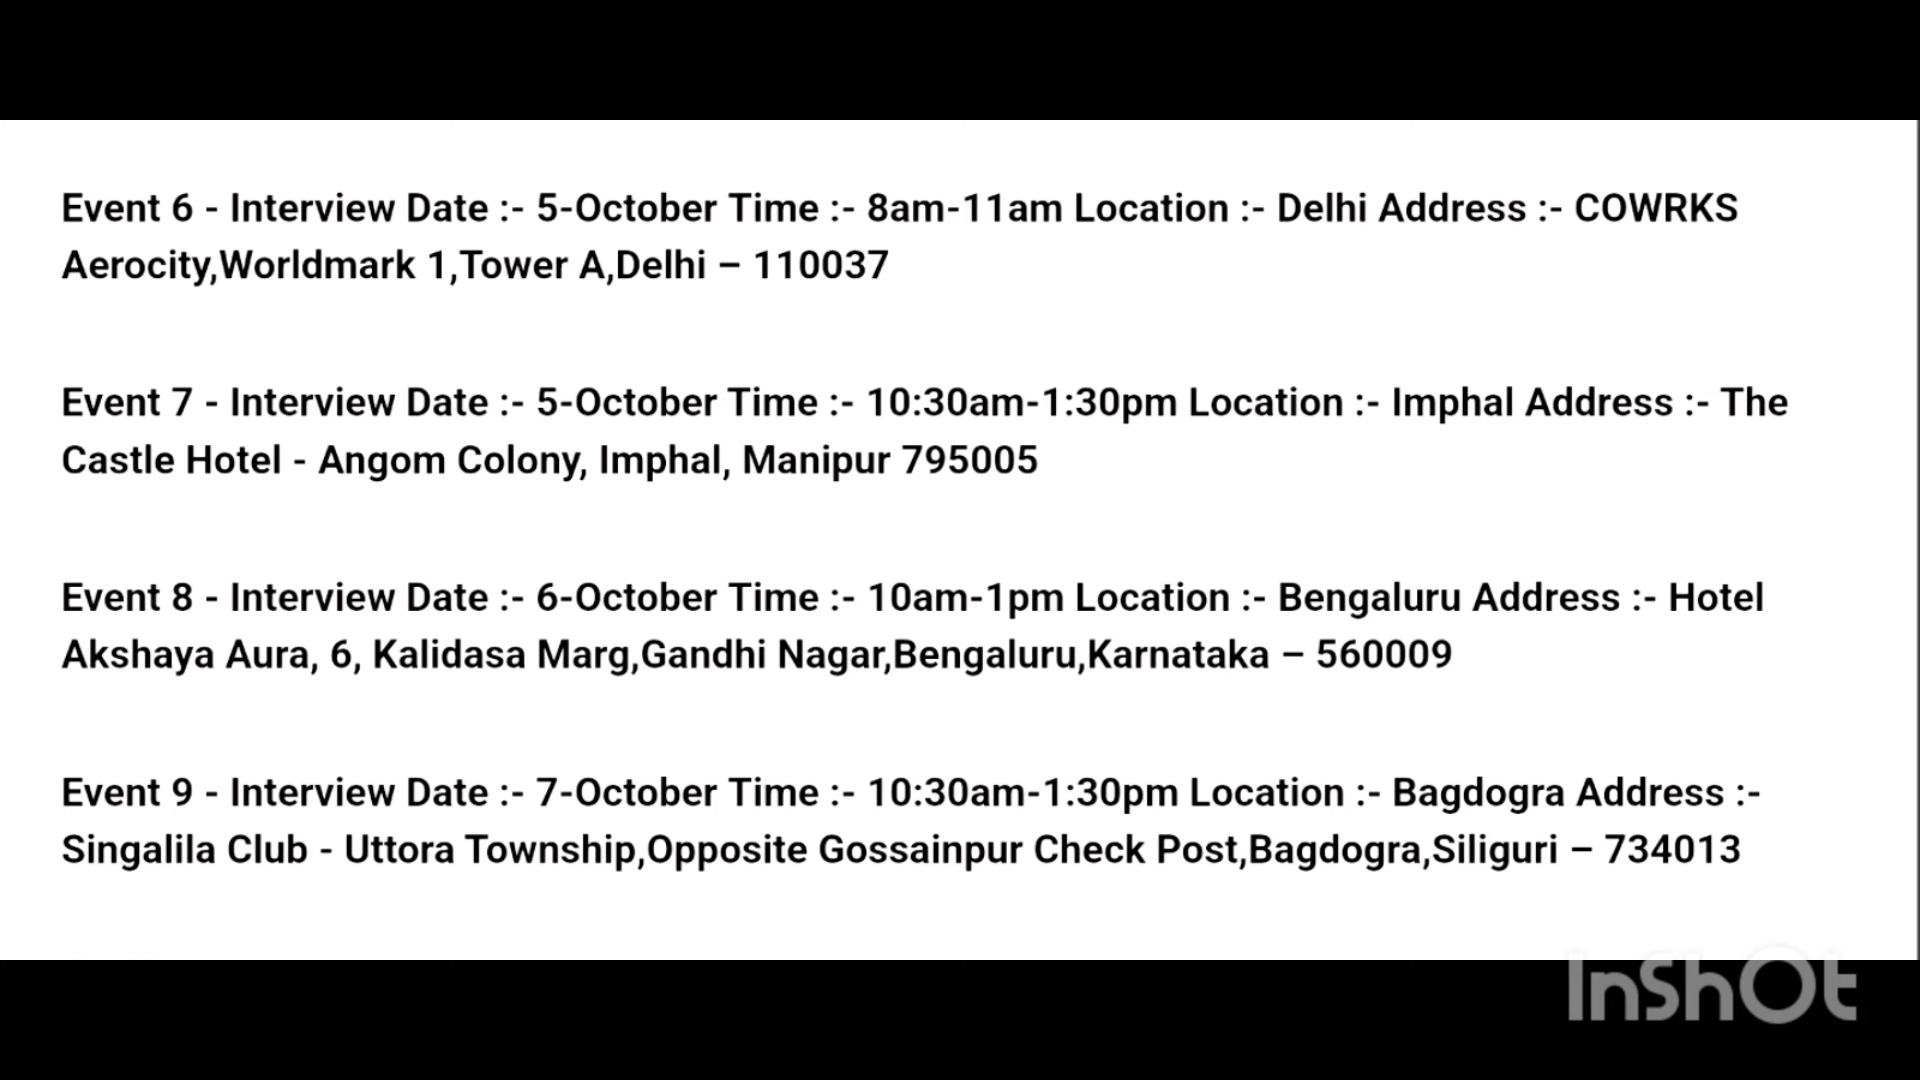 Event 6 - Interview Date :- 5-October Time :- 8am-11am Location :- Delhi Address :- COWRKS
Aerocity,Worldmark 1,Tower A,Delhi – 110037
Event 7 - Interview Date :- 5-October Time :- 10:30am-1:30pm Location :- Imphal Address :- The
Castle Hotel - Angom Colony, Imphal, Manipur 795005
Event 8 - Interview Date :- 6-October Time :- 10am-1pm Location :- Bengaluru Address :- Hotel
Akshaya Aura, 6, Kalidasa Marg,Gandhi Nagar,Bengaluru,Karnataka – 560009
Event 9 - Interview Date :- 7-October Time :- 10:30am-1:30pm Location :- Bagdogra Address :-
Singalila Club - Uttora Township,Opposite Gossainpur Check Post,Bagdogra,Siliguri – 734013
InShOt